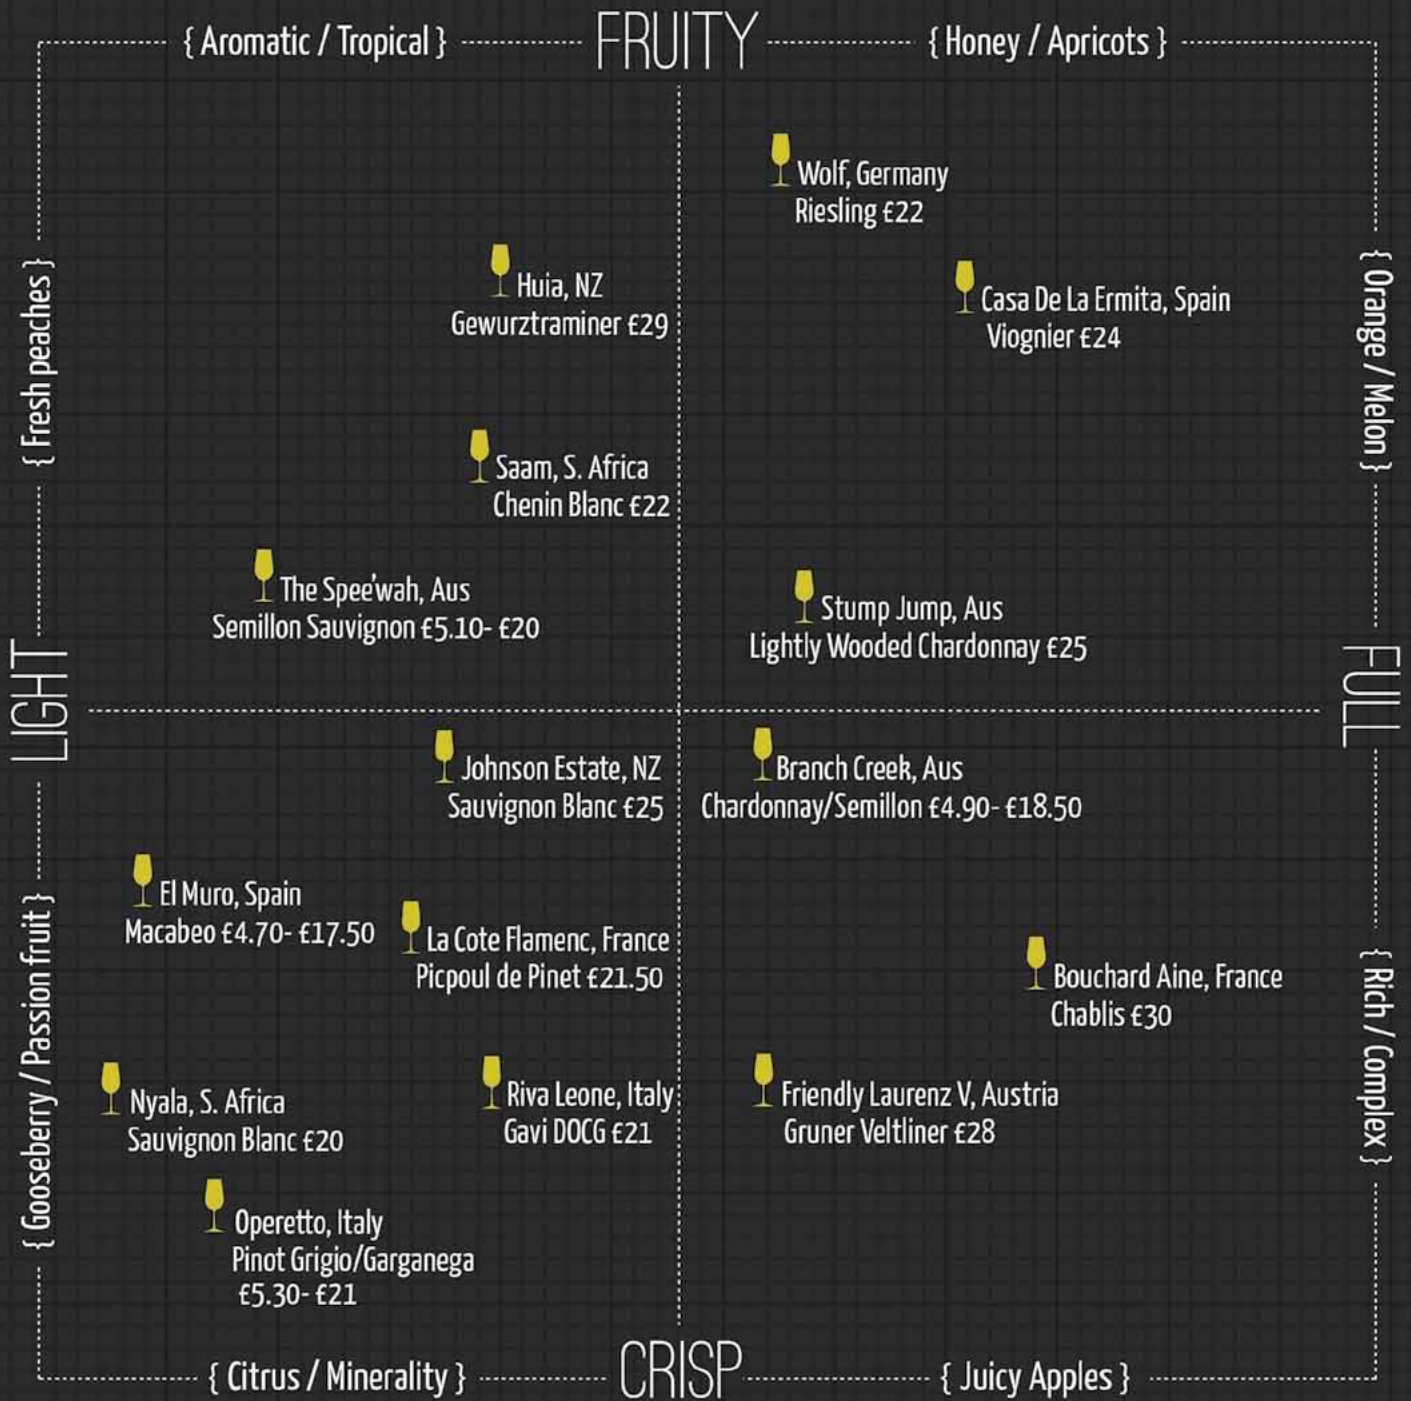 FRUITY
{ Aromatic / Tropical }
{ Honey / Apricots }
Wolf, Germany
Riesling £22
Huia, NZ
Gewurztraminer £29
Casa De La Ermita, Spain
Viognier £24
{ Fresh peaches }
{ Orange / Melon }
Saam, S. Africa
Chenin Blanc £22
The Spee'wah, Aus
Semillon Sauvignon £5.10- £20
Stump Jump, Aus
Lightly Wooded Chardonnay £25
LIGHT
FULL
Johnson Estate, NZ
Sauvignon Blanc £25
Branch Creek, Aus
Chardonnay/Semillon £4.90- £18.50
El Muro, Spain
Macabeo £4.70- £17.50
La Cote Flamenc, France
Picpoul de Pinet £21.50
Bouchard Aine, France
Chablis £30
{ Gooseberry / Passion fruit }
{ Rich / Complex }
Nyala, S. Africa
Sauvignon Blanc £20
Riva Leone, Italy
Gavi DOCG £21
Friendly Laurenz V, Austria
Gruner Veltliner £28
Operetto, Italy
Pinot Grigio/Garganega
£5.30- £21
{ Citrus / Minerality }
CRISP
{ Juicy Apples }